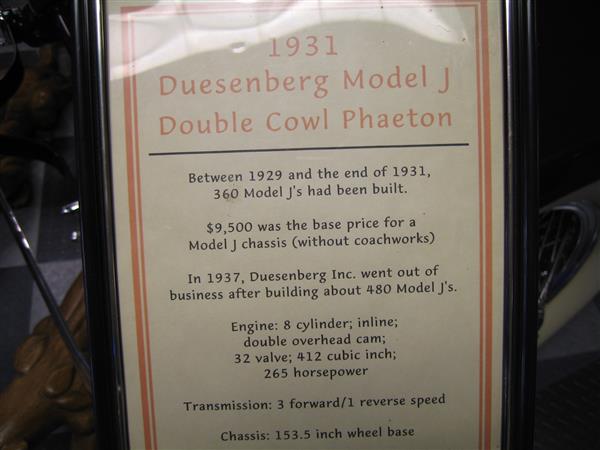 1931
Duesenberg Model J
Double Cowl Phaeton
Between 1929 and the end of 1931,
360 Model J's had been built.
$9,500 was the base price for a
Model J chassis (without coachworks)
In 1937, Duesenberg Inc. went out of
business after building about 480 Model J's.
Engine: 8 cylinder; inline;
double overhead cam;
32 valve; 412 cubic inch;
265 horsepower
Transmission: 3 forward/1 reverse speed
Chassis: 153.5 inch wheel base